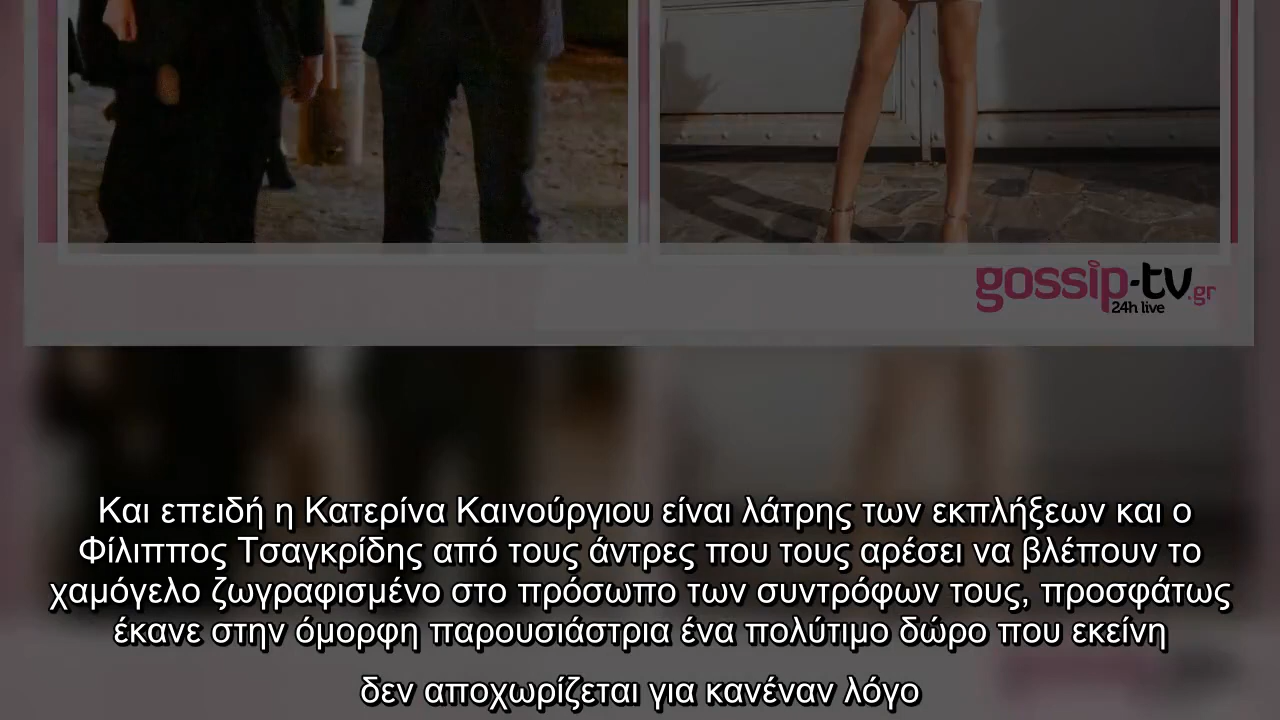 gossip-tv.gr
24h live
Και επειδή η Κατερίνα Καινούργιου είναι λάτρης των εκπλήξεων και ο
Φίλιππος Τσαγκρίδης από τους άντρες που τους αρέσει να βλέπουν το
χαμόγελο ζωγραφισμένο στο πρόσωπο των συντρόφων τους, προσφάτως
έκανε στην όμορφη παρουσιάστρια ένα πολύτιμο δώρο που εκείνη
δεν αποχωρίζεται για κανέναν λόγο